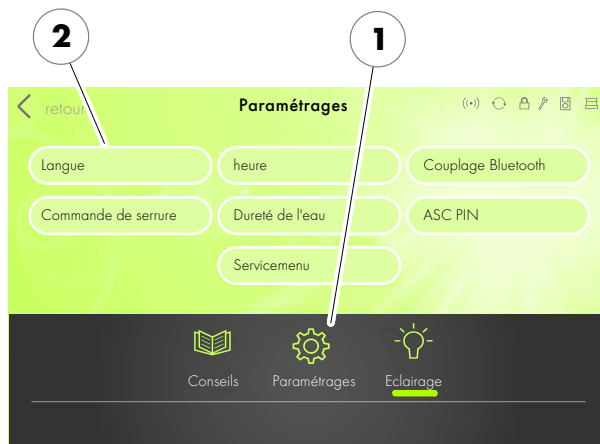 2
1
retour
Paramétrages
Langue
heure
Couplage Bluetooth
Commande de serrure
Dureté de l'eau
ASC PIN
Servicemenu
Conseils
Paramétrages
Eclairage